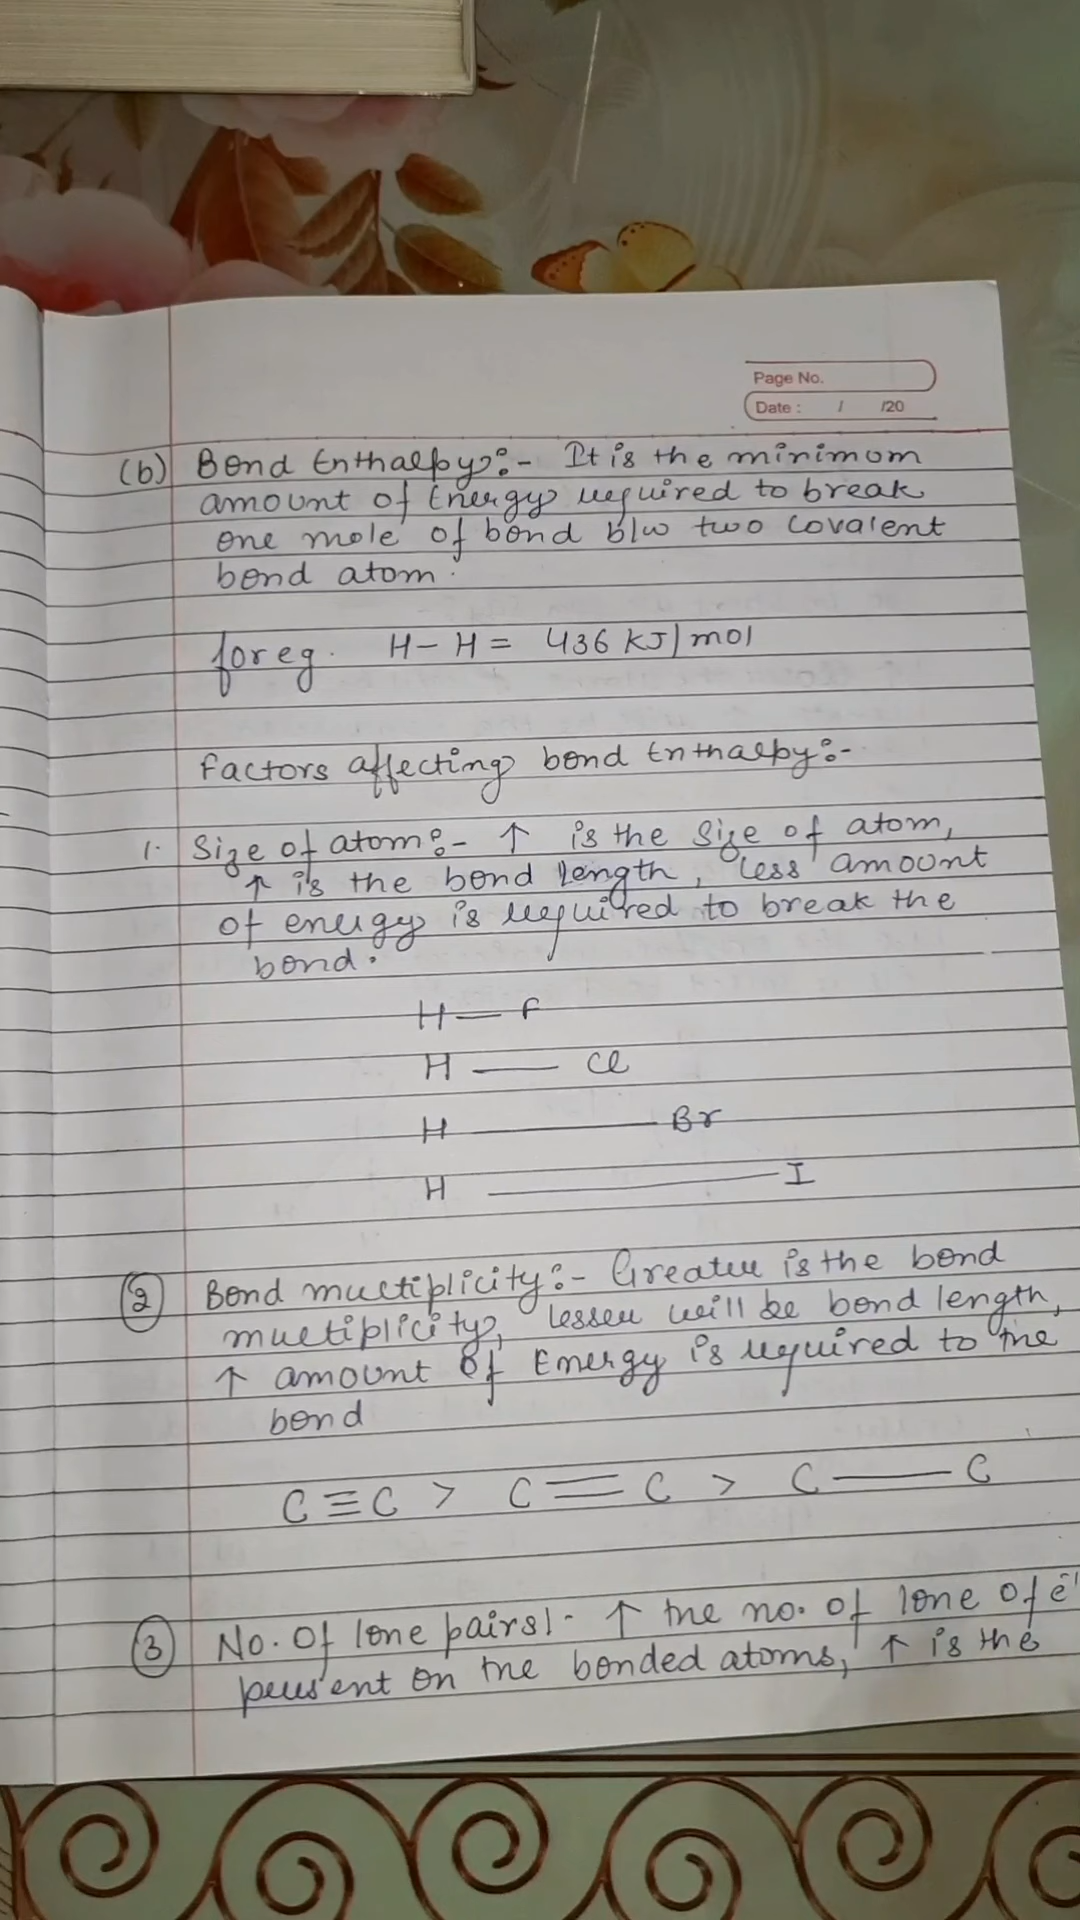 Page No.
Date : / /20
(b) Bond Enthalpy:- It is the minimom
amount of Energy required to break
one mole of bond b/w two covalent
bond atom.
for eg. H-H = 436 KJ/mol
factors affecting bond Enthalpy:-
1. Size of atom:- ↑ is the size of atom,
↑ is the bond length, less amount
of energy is required to break the
bond.
H — F
H — Cl
H — Br
H — I
② Bond multiplicity:- Greater is the bond
multiplicity, lesser will be bond length,
↑ amount of Energy is required to the
bond
C≡C > C=C > C—C
③ No. Of lone pairs:- ↑ the no. of lone of e⁻
present on the bonded atoms, ↑ is the